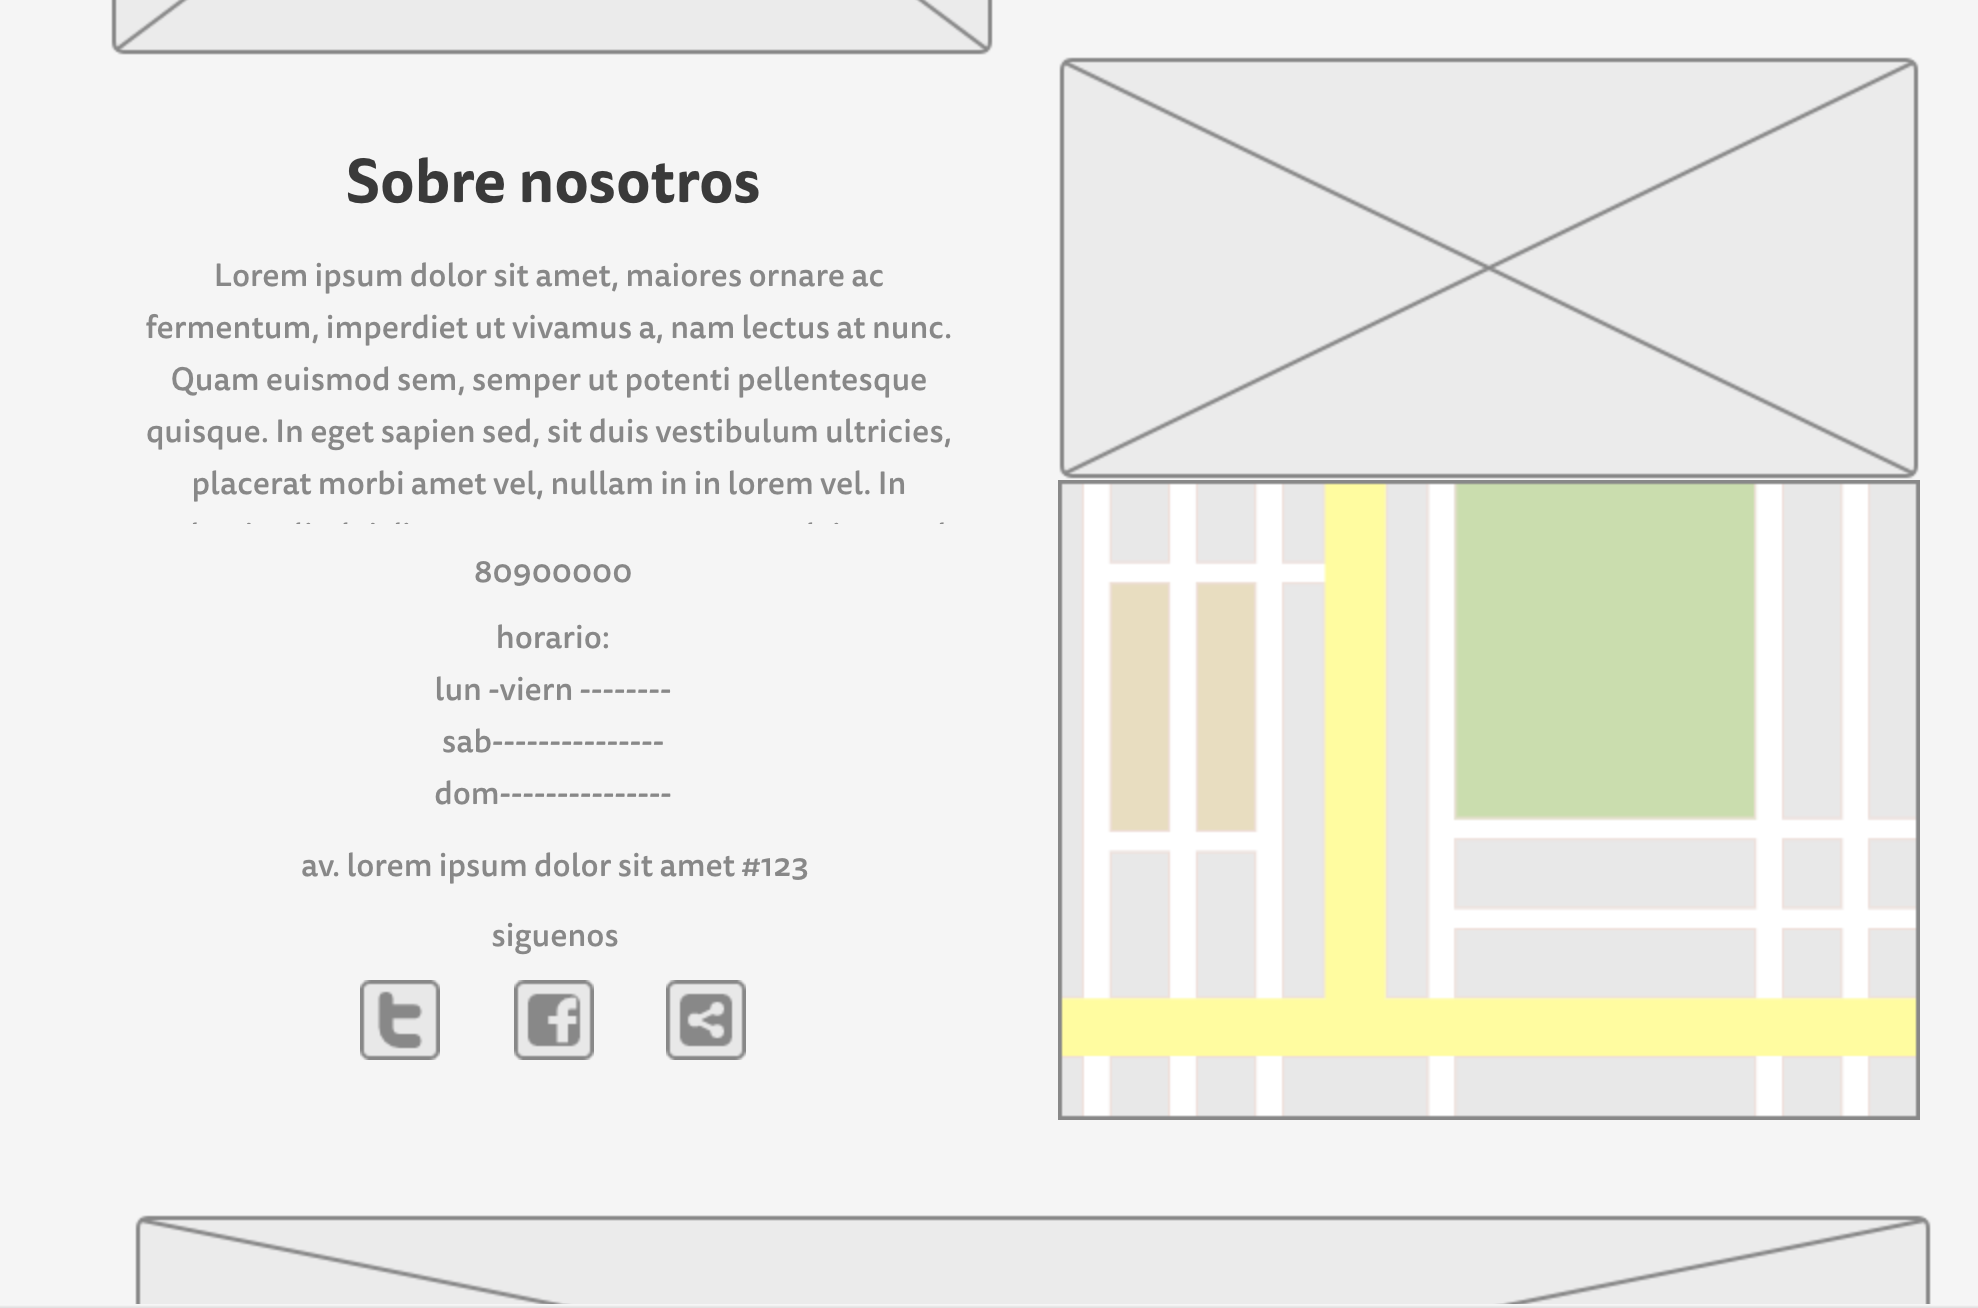 Sobre nosotros
Lorem ipsum dolor sit amet, maiores ornare ac
fermentum, imperdiet ut vivamus a, nam lectus at nunc.
Quam euismod sem, semper ut potenti pellentesque
quisque. In eget sapien sed, sit duis vestibulum ultricies,
placerat morbi amet vel, nullam in in lorem vel. In
80900000
horario:
lun -viern --------
sab---------------
dom---------------
av. lorem ipsum dolor sit amet #123
siguenos